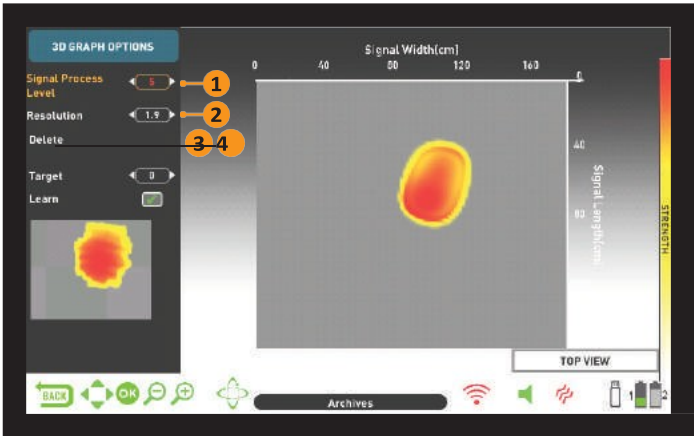 3D GRAPH OPTIONS
Signal Process
Level
5
1
Resolution
1.9
2
Delete
3 4
Target
0
Learn
Signal Width[cm]
0 40 80 120 160
0
40
80
Signal Length[cm]
STRENGTH
TOP VIEW
BACK
OK
Archives
1
2